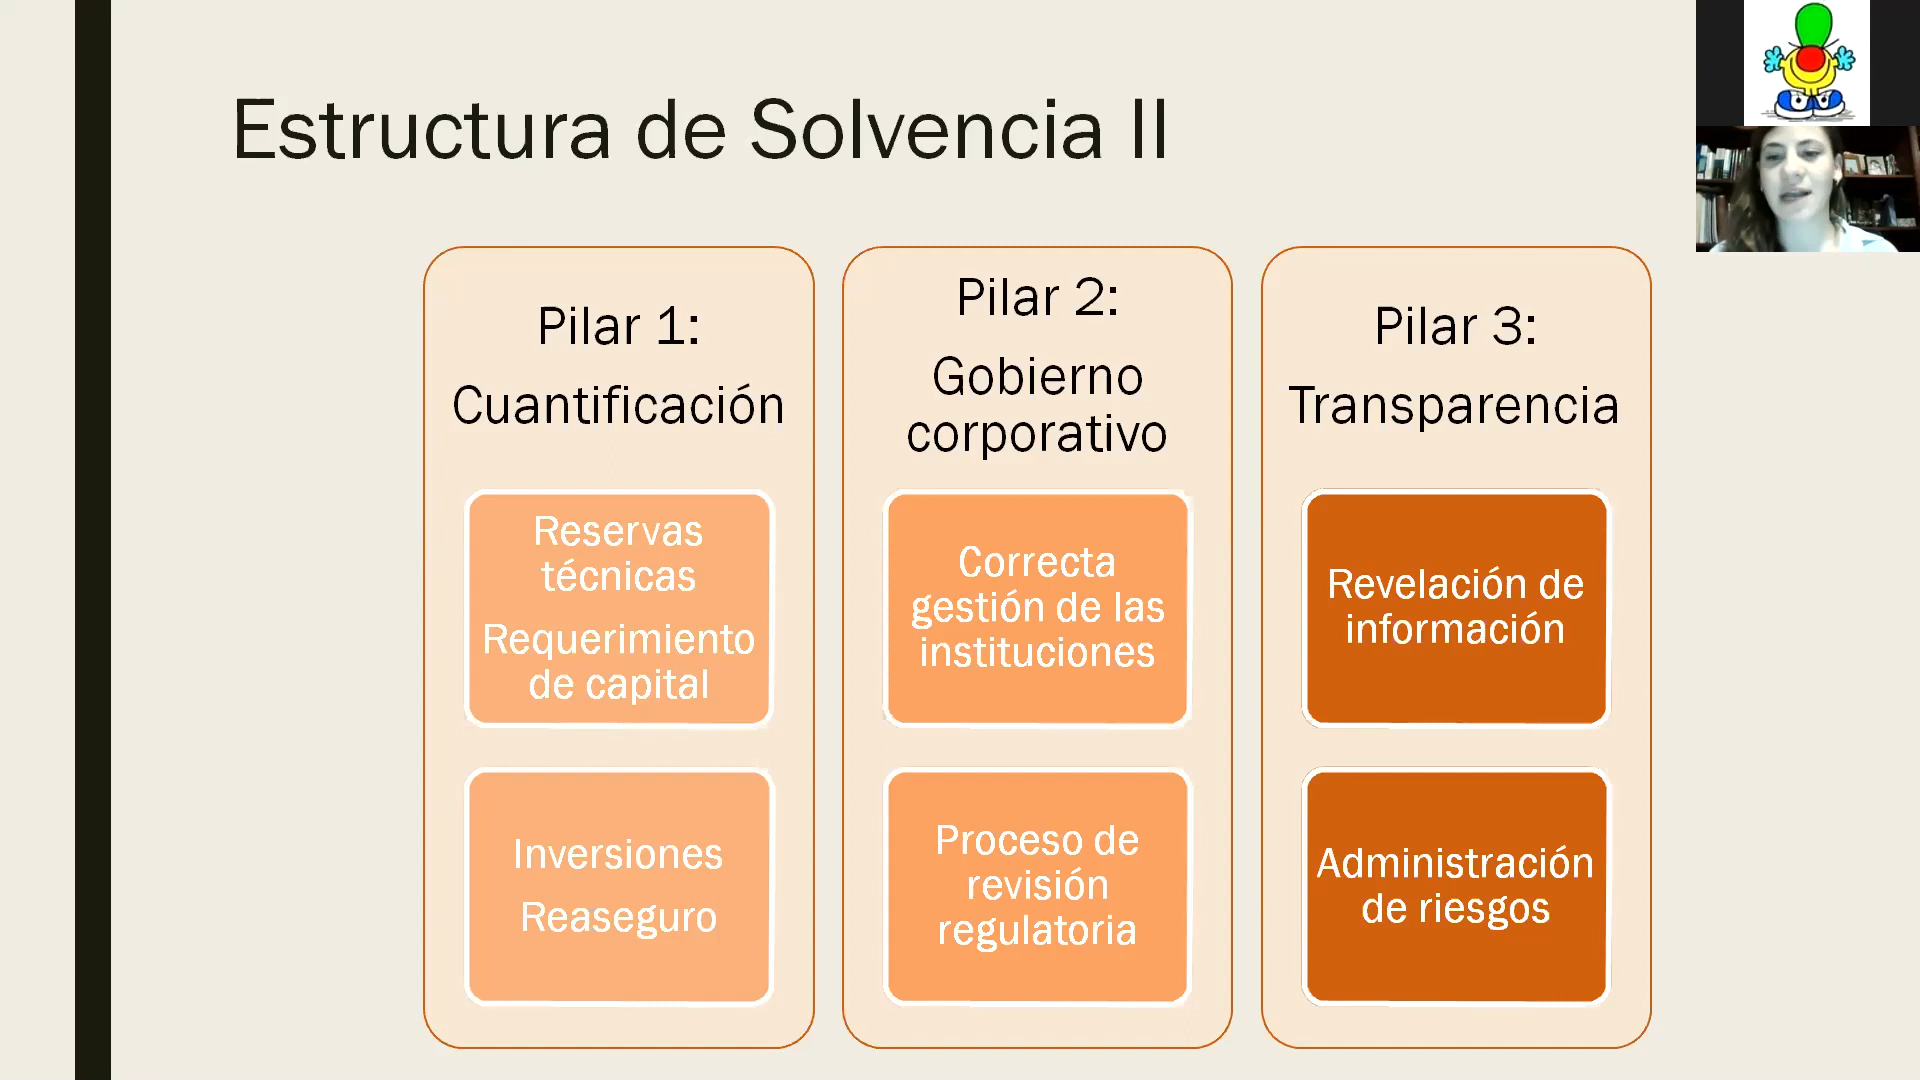 Estructura de Solvencia II
Pilar 1:
Cuantificación
Reservas
técnicas
Requerimiento
de capital
Inversiones
Reaseguro
Pilar 2:
Gobierno
corporativo
Correcta
gestión de las
instituciones
Proceso de
revisión
regulatoria
Pilar 3:
Transparencia
Revelación de
información
Administración
de riesgos